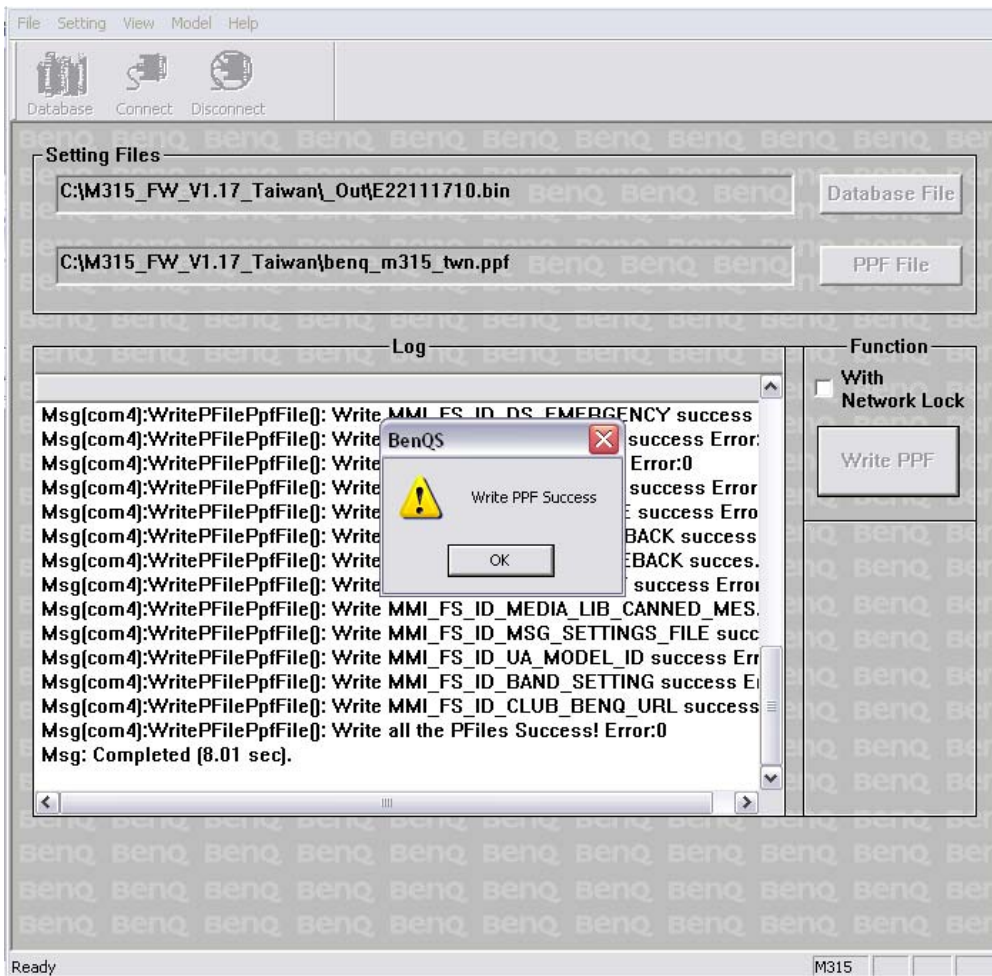 File Setting View Model Help
Database Connect Disconnect
Setting Files
C:\M315_FW_V1.17_Taiwan\_Out\E22111710.bin
Database File
C:\M315_FW_V1.17_Taiwan\benq_m315_twn.ppf
PPF File
Log
Msg(com4):WritePFilePpfFile(): Write MMI_FS_ID_DS_EMERGENCY success
Msg(com4):WritePFilePpfFile(): Write success Error:
Msg(com4):WritePFilePpfFile(): Write Error:0
Msg(com4):WritePFilePpfFile(): Write success Error
Msg(com4):WritePFilePpfFile(): Write E success Erro
Msg(com4):WritePFilePpfFile(): Write BACK success
Msg(com4):WritePFilePpfFile(): Write EBACK succes..
Msg(com4):WritePFilePpfFile(): Write success Error
Msg(com4):WritePFilePpfFile(): Write MMI_FS_ID_MEDIA_LIB_CANNED_MES..
Msg(com4):WritePFilePpfFile(): Write MMI_FS_ID_MSG_SETTINGS_FILE succ
Msg(com4):WritePFilePpfFile(): Write MMI_FS_ID_UA_MODEL_ID success Err
Msg(com4):WritePFilePpfFile(): Write MMI_FS_ID_BAND_SETTING success E
Msg(com4):WritePFilePpfFile(): Write MMI_FS_ID_CLUB_BENQ_URL success
Msg(com4):WritePFilePpfFile(): Write all the PFiles Success! Error:0
Msg: Completed (8.01 sec).
BenQS
Write PPF Success
OK
Function
With
Network Lock
Write PPF
Ready
M315